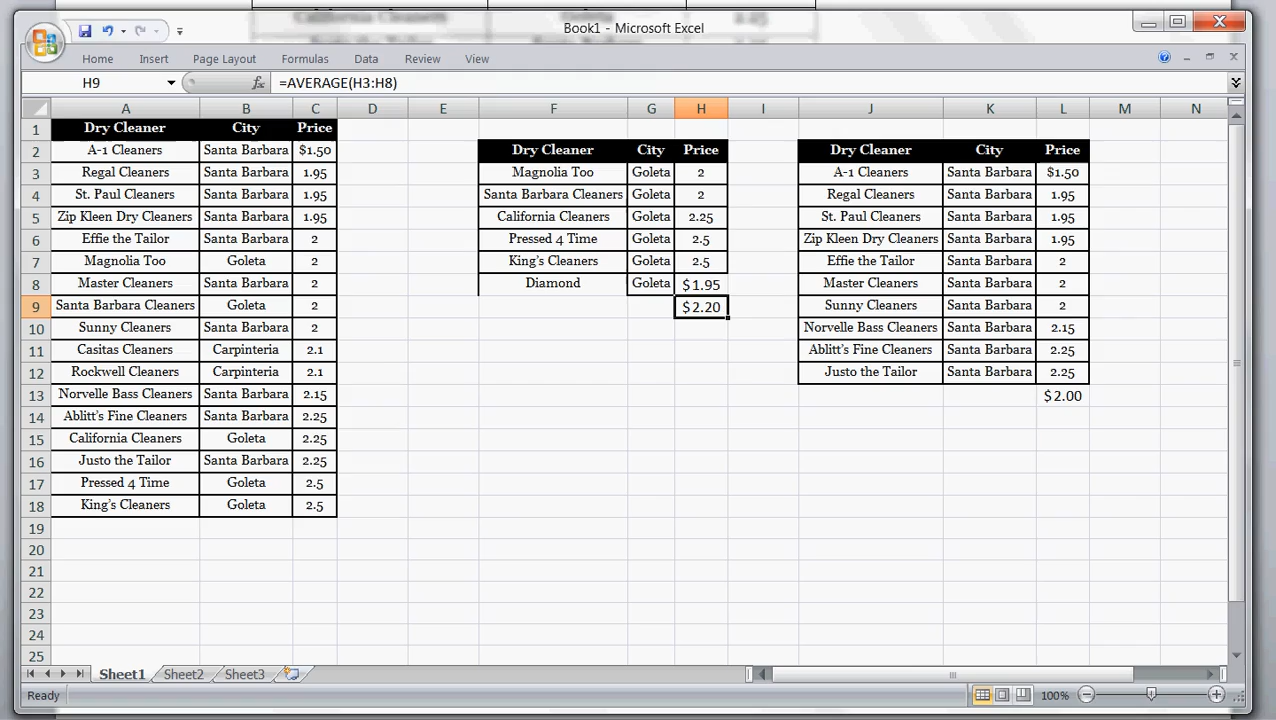 California Cleaners Goleta 2.25
Book1 - Microsoft Excel
Home Insert Page Layout Formulas Data Review View
H9 fx =AVERAGE(H3:H8)
A B C D E F G H I J K L M N
1 Dry Cleaner City Price
2 A-1 Cleaners Santa Barbara $1.50 Dry Cleaner City Price Dry Cleaner City Price
3 Regal Cleaners Santa Barbara 1.95 Magnolia Too Goleta 2 A-1 Cleaners Santa Barbara $1.50
4 St. Paul Cleaners Santa Barbara 1.95 Santa Barbara Cleaners Goleta 2 Regal Cleaners Santa Barbara 1.95
5 Zip Kleen Dry Cleaners Santa Barbara 1.95 California Cleaners Goleta 2.25 St. Paul Cleaners Santa Barbara 1.95
6 Effie the Tailor Santa Barbara 2 Pressed 4 Time Goleta 2.5 Zip Kleen Dry Cleaners Santa Barbara 1.95
7 Magnolia Too Goleta 2 King's Cleaners Goleta 2.5 Effie the Tailor Santa Barbara 2
8 Master Cleaners Santa Barbara 2 Diamond Goleta $1.95 Master Cleaners Santa Barbara 2
9 Santa Barbara Cleaners Goleta 2 $2.20 Sunny Cleaners Santa Barbara 2
10 Sunny Cleaners Santa Barbara 2 Norvelle Bass Cleaners Santa Barbara 2.15
11 Casitas Cleaners Carpinteria 2.1 Ablitt's Fine Cleaners Santa Barbara 2.25
12 Rockwell Cleaners Carpinteria 2.1 Justo the Tailor Santa Barbara 2.25
13 Norvelle Bass Cleaners Santa Barbara 2.15 $2.00
14 Ablitt's Fine Cleaners Santa Barbara 2.25
15 California Cleaners Goleta 2.25
16 Justo the Tailor Santa Barbara 2.25
17 Pressed 4 Time Goleta 2.5
18 King's Cleaners Goleta 2.5
19
20
21
22
23
24
25
Sheet1 Sheet2 Sheet3
Ready 100%